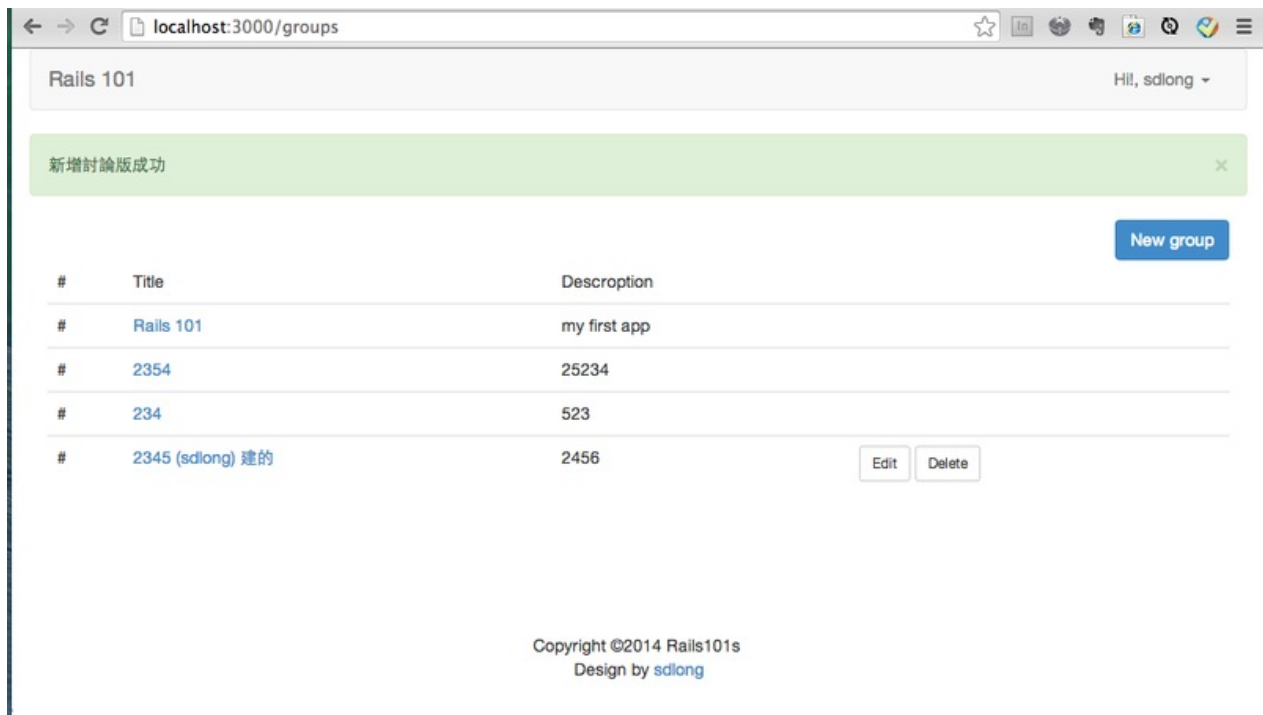 localhost:3000/groups
Rails 101
Hi!, sdlong
新增討論版成功
×
New group
# Title Descroption
# Rails 101 my first app
# 2354 25234
# 234 523
# 2345 (sdlong) 建的 2456 Edit Delete
Copyright ©2014 Rails101s
Design by sdlong